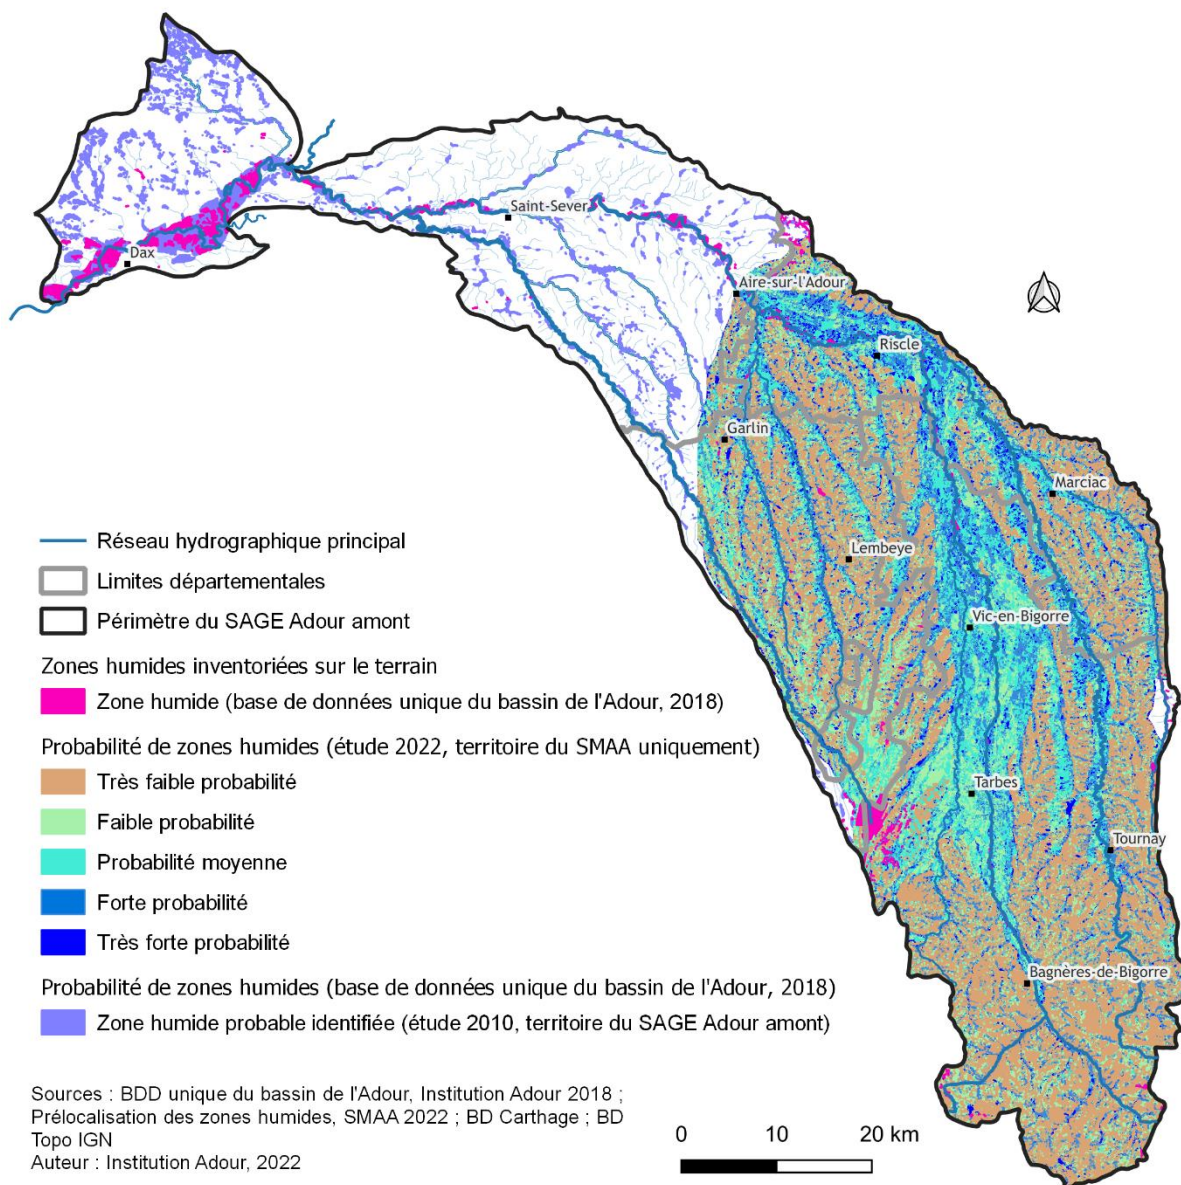 Saint-Sever
Dax
Aire-sur-l'Adour
Riscle
Garlin
Marciac
Lembeye
Vic-en-Bigorre
Tarbes
Tournay
Bagnères-de-Bigorre
Réseau hydrographique principal
Limites départementales
Périmètre du SAGE Adour amont
Zones humides inventoriées sur le terrain
Zone humide (base de données unique du bassin de l'Adour, 2018)
Probabilité de zones humides (étude 2022, territoire du SMAA uniquement)
Très faible probabilité
Faible probabilité
Probabilité moyenne
Forte probabilité
Très forte probabilité
Probabilité de zones humides (base de données unique du bassin de l'Adour, 2018)
Zone humide probable identifiée (étude 2010, territoire du SAGE Adour amont)
Sources : BDD unique du bassin de l'Adour, Institution Adour 2018 ;
Prélocalisation des zones humides, SMAA 2022 ; BD Carthage ; BD
Topo IGN
Auteur : Institution Adour, 2022
0 10 20 km